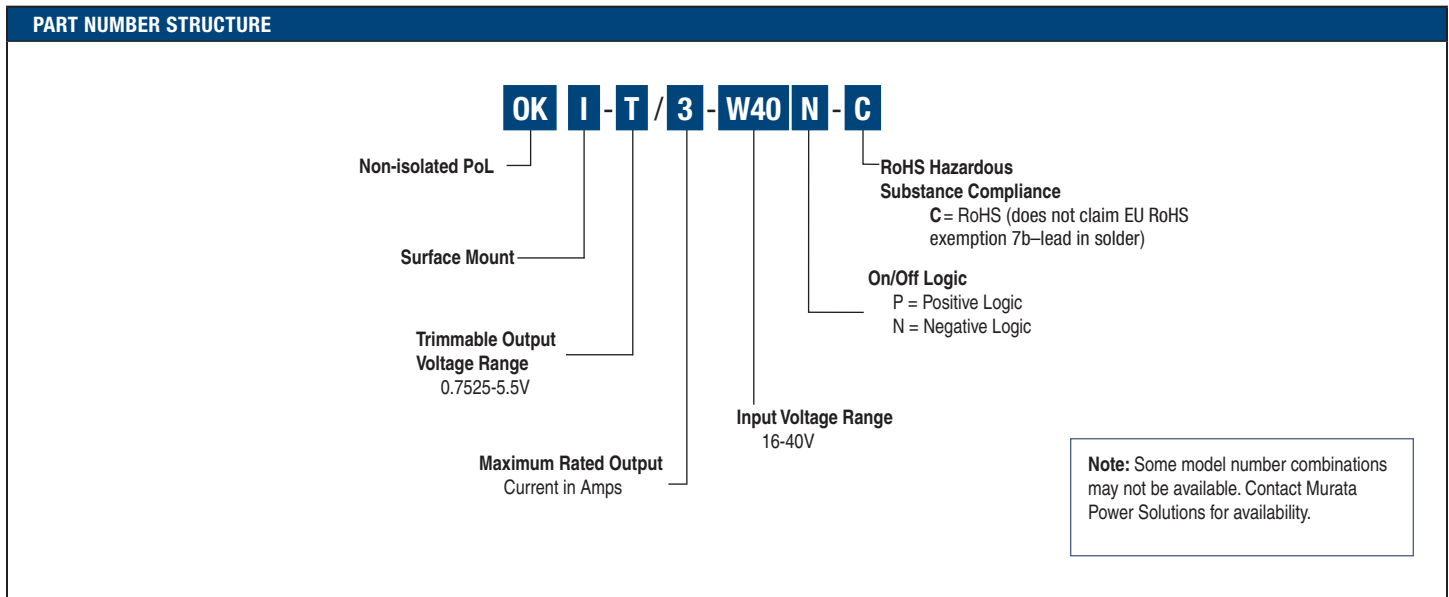 PART NUMBER STRUCTURE
OK I - T / 3 - W40 N - C
Non-isolated PoL
RoHS Hazardous
Substance Compliance
C = RoHS (does not claim EU RoHS
exemption 7b–lead in solder)
Surface Mount
On/Off Logic
P = Positive Logic
N = Negative Logic
Trimmable Output
Voltage Range
0.7525-5.5V
Input Voltage Range
16-40V
Maximum Rated Output
Current in Amps
Note: Some model number combinations
may not be available. Contact Murata
Power Solutions for availability.